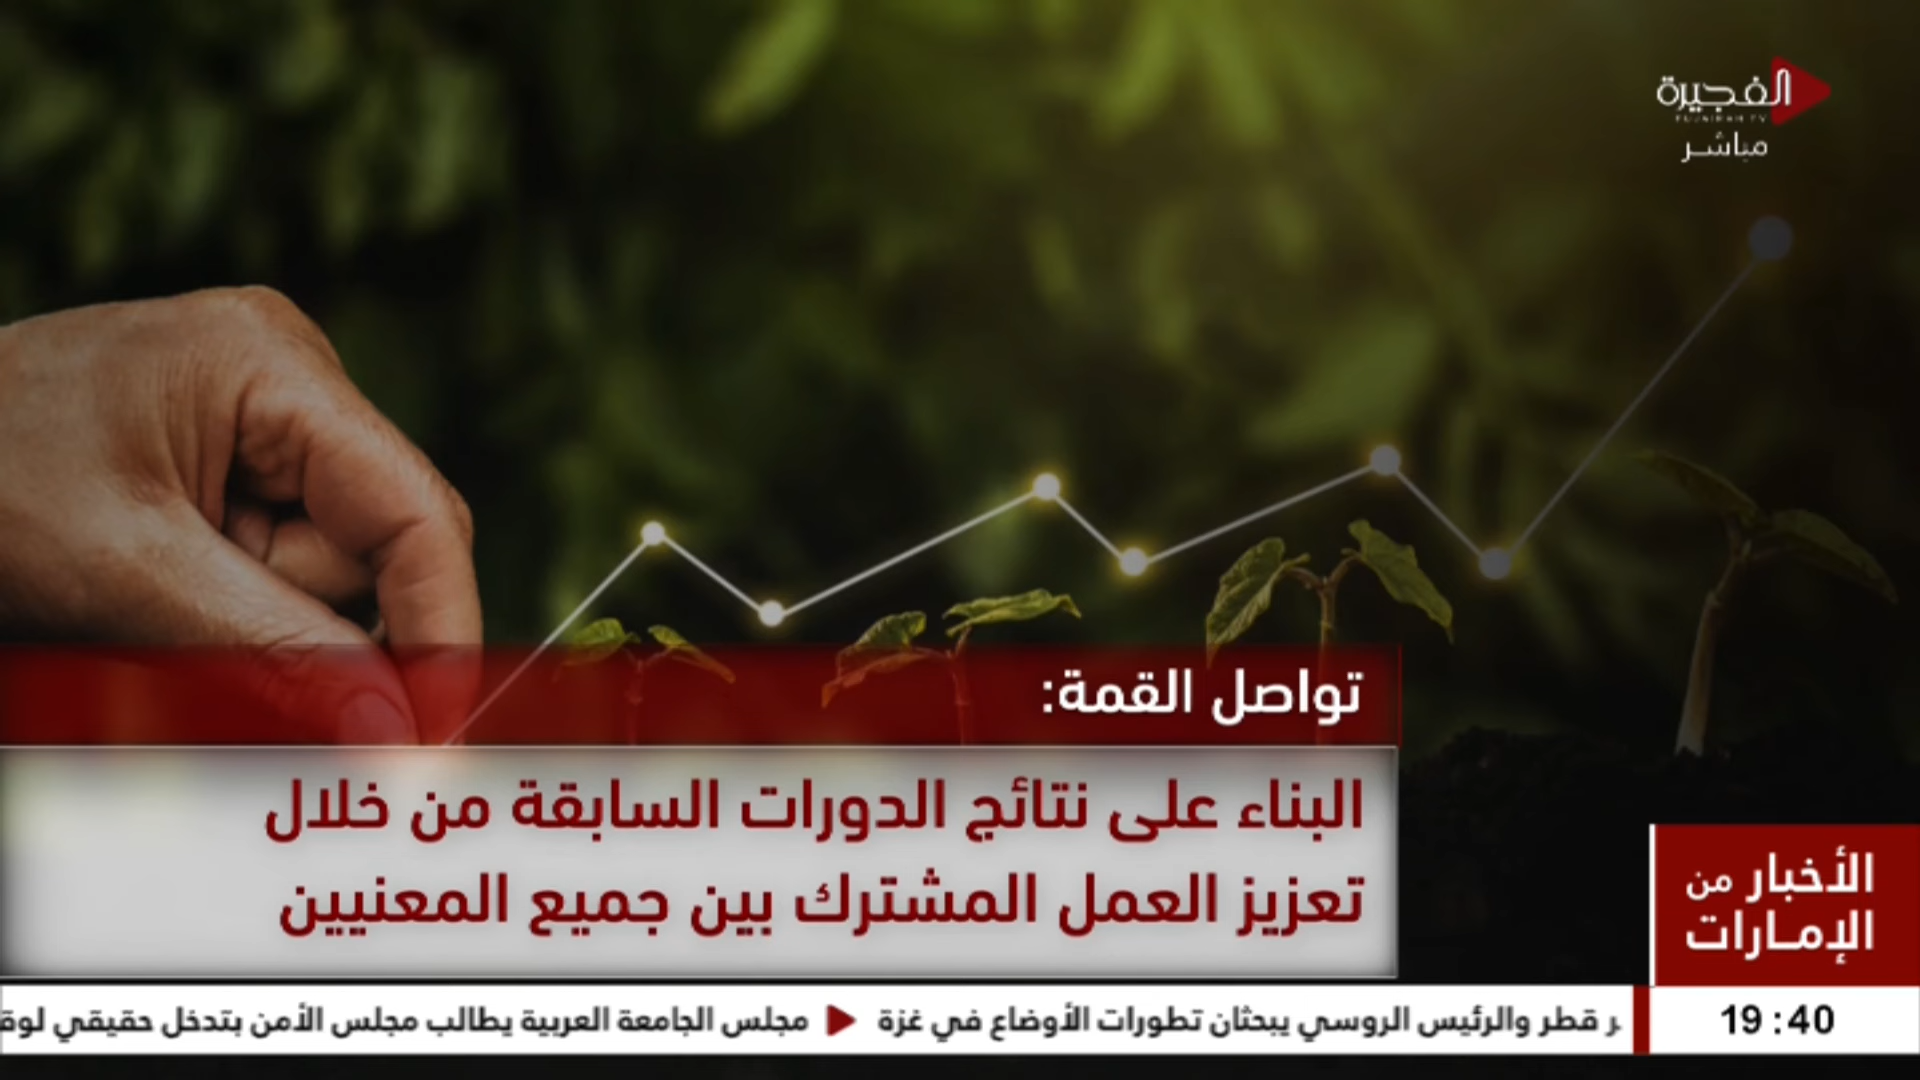 الفجيرة
FUJAIRAH TV
مباشر
تواصل القمة:
البناء على نتائج الدورات السابقة من خلال
تعزيز العمل المشترك بين جميع المعنيين
الأخبار من
الإمارات
قطر والرئيس الروسي يبحثان تطورات الأوضاع في غزة مجلس الجامعة العربية يطالب مجلس الأمن بتدخل حقيقي
19:40